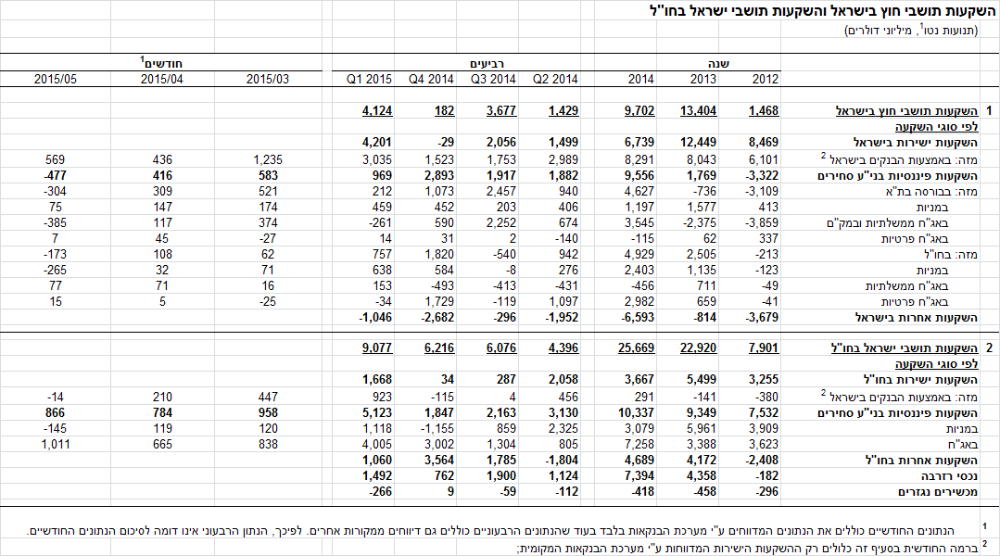 השקעות תושבי חוץ בישראל והשקעות תושבי ישראל בחו"ל
(תנועות נטו1, מיליוני דולרים)
שנה רביעים חודשים1
2012 2013 2014 Q2 2014 Q3 2014 Q4 2014 Q1 2015 2015/03 2015/04 2015/05
1 השקעות תושבי חוץ בישראל 1,468 13,404 9,702 1,429 3,677 182 4,124
לפי סוגי השקעה
השקעות ישירות בישראל 8,469 12,449 6,739 1,499 2,056 -29 4,201
מזה: באמצעות הבנקים בישראל 2 6,101 8,043 8,291 2,989 1,753 1,523 3,035 1,235 436 569
השקעות פיננסיות בני"ע סחירים -3,322 1,769 9,556 1,882 1,917 2,893 969 583 416 -477
מזה: בבורסה בת"א -3,109 -736 4,627 940 2,457 1,073 212 521 309 -304
במניות 413 1,577 1,197 406 203 452 459 174 147 75
באג"ח ממשלתיות ובמק"ם -3,859 -2,375 3,545 674 2,252 590 -261 374 117 -385
באג"ח פרטיות 337 62 -115 -140 2 31 14 -27 45 7
מזה: בחו"ל -213 2,505 4,929 942 -540 1,820 757 62 108 -173
במניות -123 1,135 2,403 276 -8 584 638 71 32 -265
באג"ח ממשלתיות -49 711 -456 -431 -413 -493 153 16 71 77
באג"ח פרטיות -41 659 2,982 1,097 -119 1,729 -34 -25 5 15
השקעות אחרות בישראל -3,679 -814 -6,593 -1,952 -296 -2,682 -1,046
2 השקעות תושבי ישראל בחו"ל 7,901 22,920 25,669 4,396 6,076 6,216 9,077
לפי סוגי השקעה
השקעות ישירות בחו"ל 3,255 5,499 3,667 2,058 287 34 1,668
מזה: באמצעות הבנקים בישראל 2 -380 -141 291 456 4 -115 923 447 210 -14
השקעות פיננסיות בני"ע סחירים 7,532 9,349 10,337 3,130 2,163 1,847 5,123 958 784 866
במניות 3,909 5,961 3,079 2,325 859 -1,155 1,118 120 119 -145
באג"ח 3,623 3,388 7,258 805 1,304 3,002 4,005 838 665 1,011
השקעות אחרות בחו"ל -2,408 4,172 4,689 -1,804 1,785 3,564 1,060
נכסי רזרבה -182 4,358 7,394 1,124 1,900 762 1,492
מכשירים נגזרים -296 -458 -418 -112 -59 9 -266
1 הנתונים החודשיים כוללים את הנתונים המדווחים ע"י מערכת הבנקאות בלבד בעוד שהנתונים הרבעוניים כוללים גם דיווחים ממקורות אחרים. לפיכך, הנתון הרבעוני אינו דומה לסיכום הנתונים החודשיים.
2 ברמה החודשית בסעיף זה כלולים רק ההשקעות הישירות המדווחות ע"י מערכת הבנקאות המקומית;